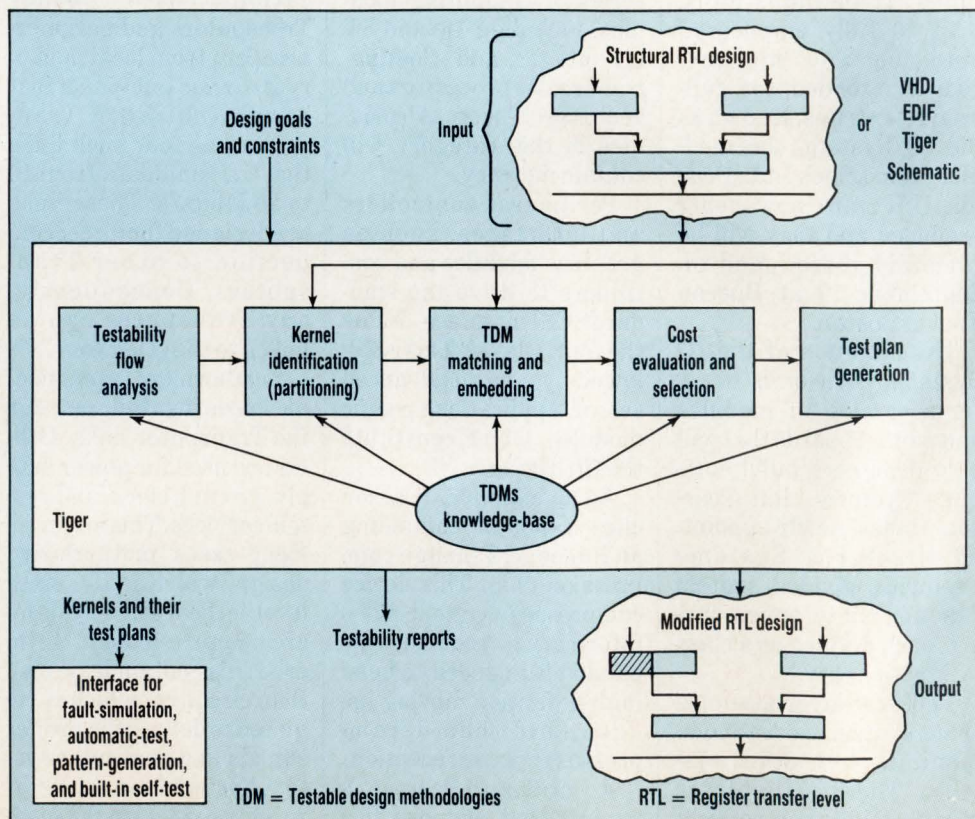 Structural RTL design
Input
or
VHDL
EDIF
Tiger
Schematic
Design goals
and constraints
Testability
flow
analysis
Kernel
identification
(partitioning)
TDM
matching
and
embedding
Cost
evaluation and
selection
Test plan
generation
TDMs
knowledge-base
Tiger
Kernels and their
test plans
Testability reports
Interface for
fault-simulation,
automatic-test,
pattern-generation,
and built-in self-test
Modified RTL design
Output
TDM = Testable design methodologies
RTL = Register transfer level